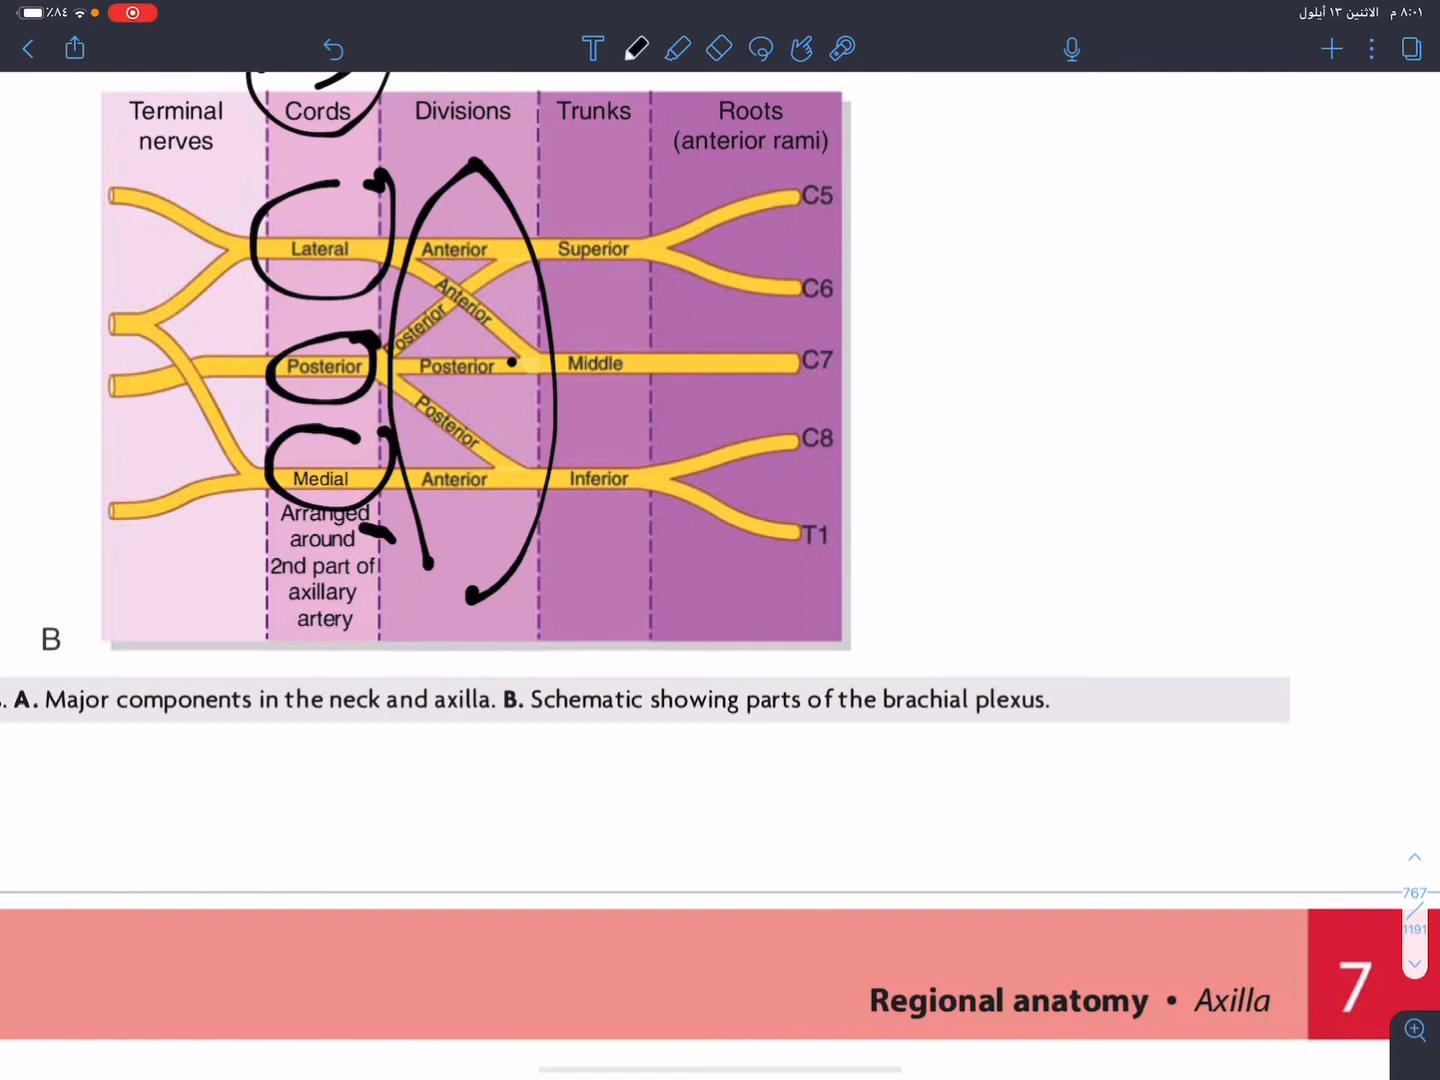 ٪٨٤
٨:٠١ م الاثنين ١٣ أيلول
T
Terminal nerves
Cords
Divisions
Trunks
Roots
(anterior rami)
C5
Lateral
Anterior
Superior
C6
Anterior
Posterior
C7
Posterior
Posterior
Middle
Posterior
C8
Medial
Anterior
Inferior
T1
Arranged
around
2nd part of
axillary
artery
B
. A. Major components in the neck and axilla. B. Schematic showing parts of the brachial plexus.
767
1191
Regional anatomy • Axilla
7